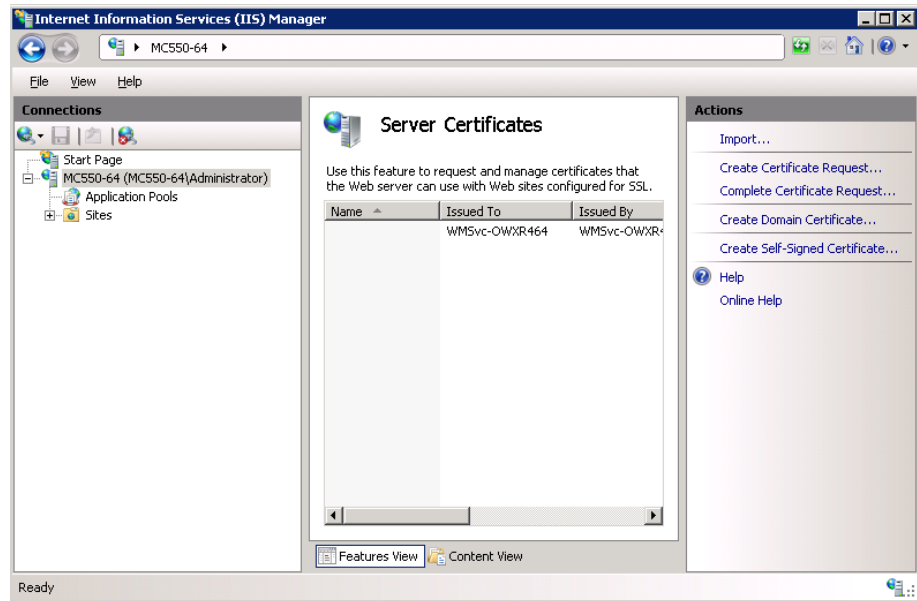 Internet Information Services (IIS) Manager
MC550-64
File View Help
Connections
Start Page
MC550-64 (MC550-64\Administrator)
Application Pools
Sites
Server Certificates
Use this feature to request and manage certificates that
the Web server can use with Web sites configured for SSL.
Name Issued To Issued By
WMSvc-OWXR464 WMSvc-OWXR4
Features View Content View
Actions
Import...
Create Certificate Request...
Complete Certificate Request...
Create Domain Certificate...
Create Self-Signed Certificate...
Help
Online Help
Ready